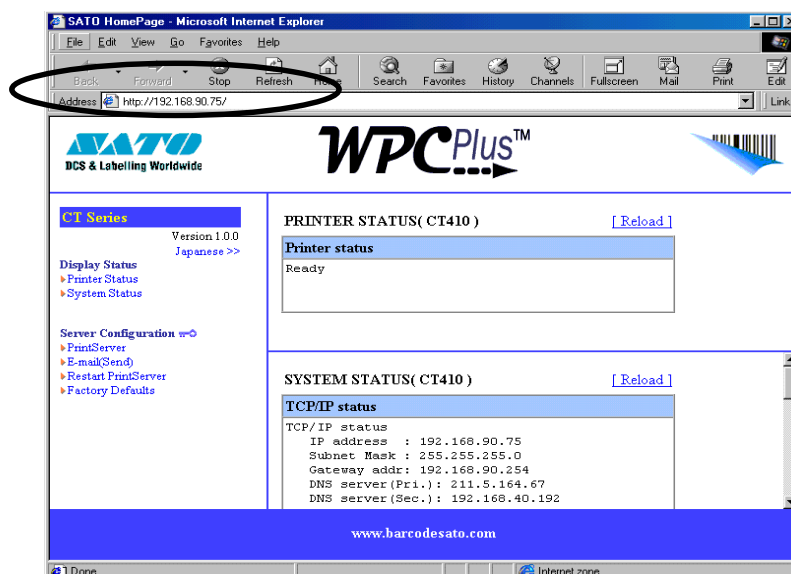 SATO HomePage - Microsoft Internet Explorer
File Edit View Go Favorites Help
Back Forward Stop Refresh Home Search Favorites History Channels Fullscreen Mail Print Edit
Address http://192.168.90.75/ Link
SATO
DCS & Labelling Worldwide
WPCPlus™
CT Series
Version 1.0.0
Japanese >>
Display Status
Printer Status
System Status
Server Configuration
PrintServer
E-mail(Send)
Restart PrintServer
Factory Defaults
PRINTER STATUS( CT410 ) [ Reload ]
Printer status
Ready
SYSTEM STATUS( CT410 ) [ Reload ]
TCP/IP status
TCP/IP status
IP address : 192.168.90.75
Subnet Mask : 255.255.255.0
Gateway addr: 192.168.90.254
DNS server(Pri.): 211.5.164.67
DNS server(Sec.): 192.168.40.192
www.barcodesato.com
Done Internet zone